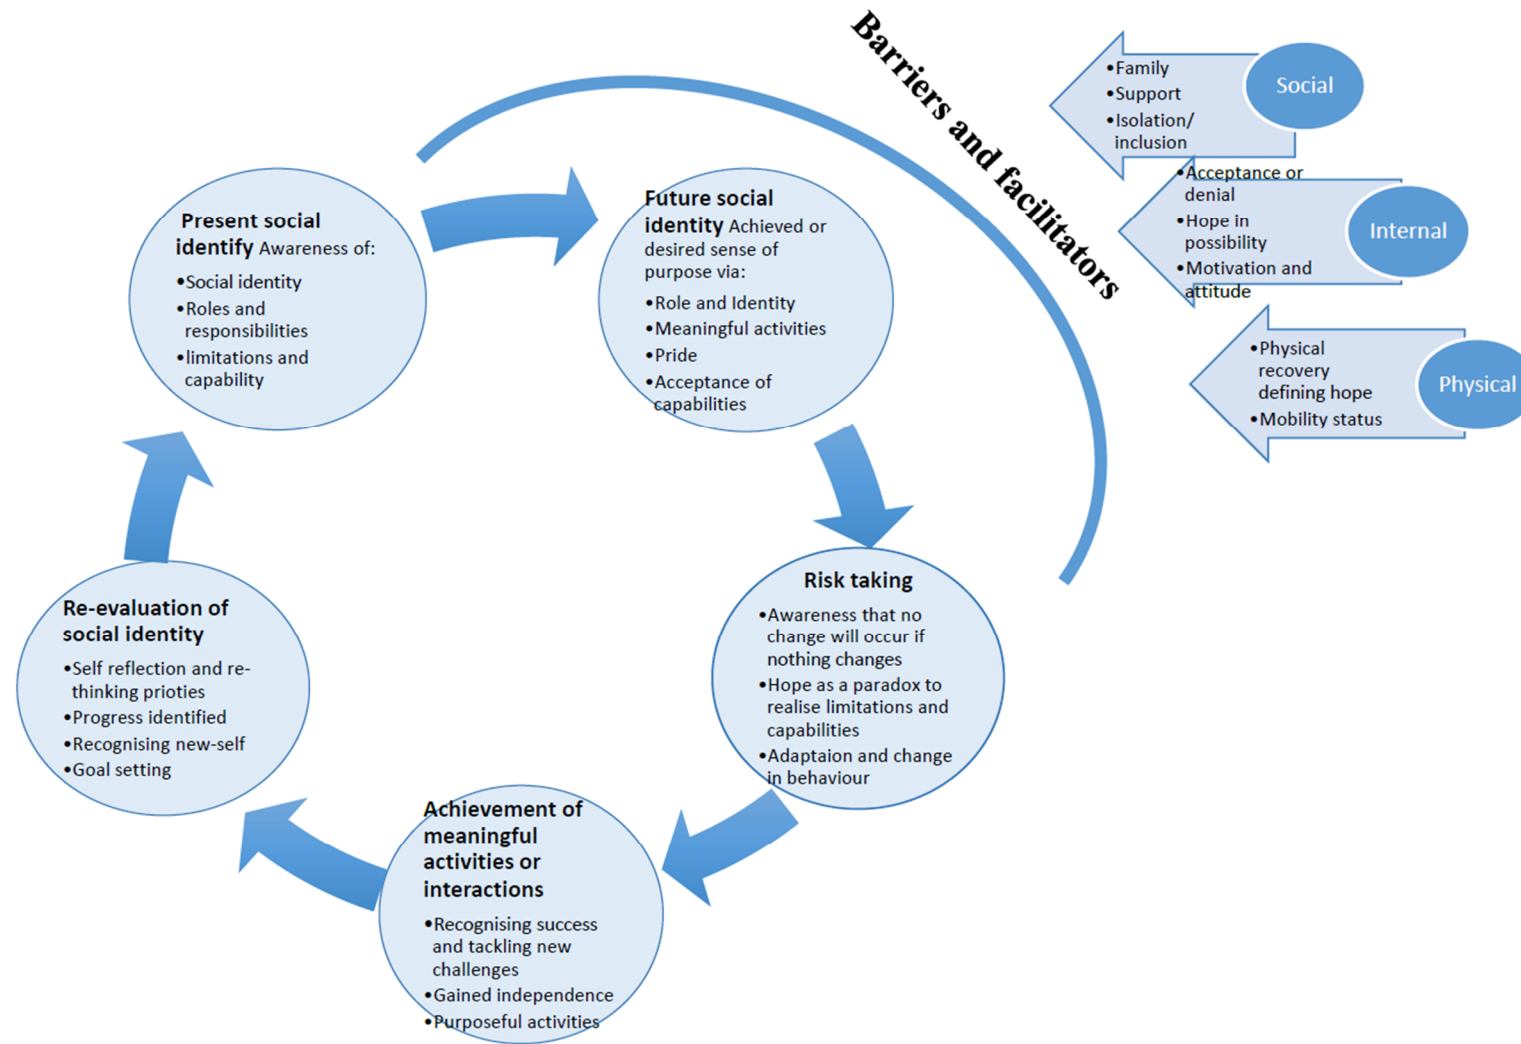 Barriers and facilitators
•Family
•Support
•Isolation/
inclusion
Social
•Acceptance or
denial
•Hope in
possibility
•Motivation and
attitude
Internal
•Physical
recovery
defining hope
•Mobility status
Physical
Present social
identify Awareness of:
•Social identity
•Roles and
responsibilities
•limitations and
capability
Future social
identity Achieved or
desired sense of
purpose via:
•Role and Identity
•Meaningful activities
•Pride
•Acceptance of
capabilities
Risk taking
•Awareness that no
change will occur if
nothing changes
•Hope as a paradox to
realise limitations and
capabilities
•Adaptaion and change
in behaviour
Achievement of
meaningful
activities or
interactions
•Recognising success
and tackling new
challenges
•Gained independence
•Purposeful activities
Re-evaluation of
social identity
•Self reflection and re-
thinking prioties
•Progress identified
•Recognising new-self
•Goal setting